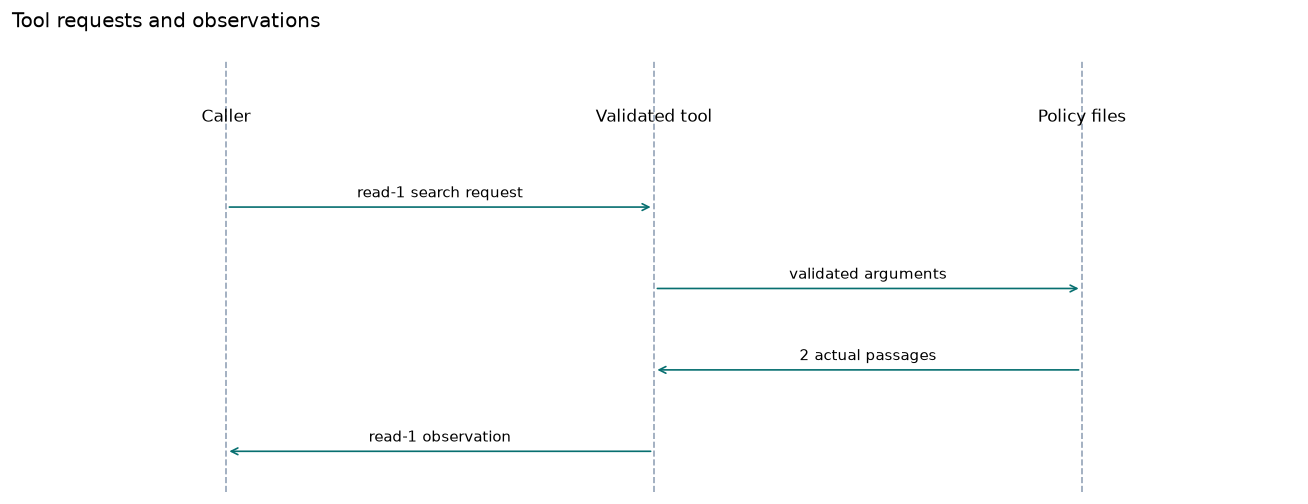 Tool requests and observations
Caller
Validated tool
Policy files
read-1 search request
validated arguments
2 actual passages
read-1 observation